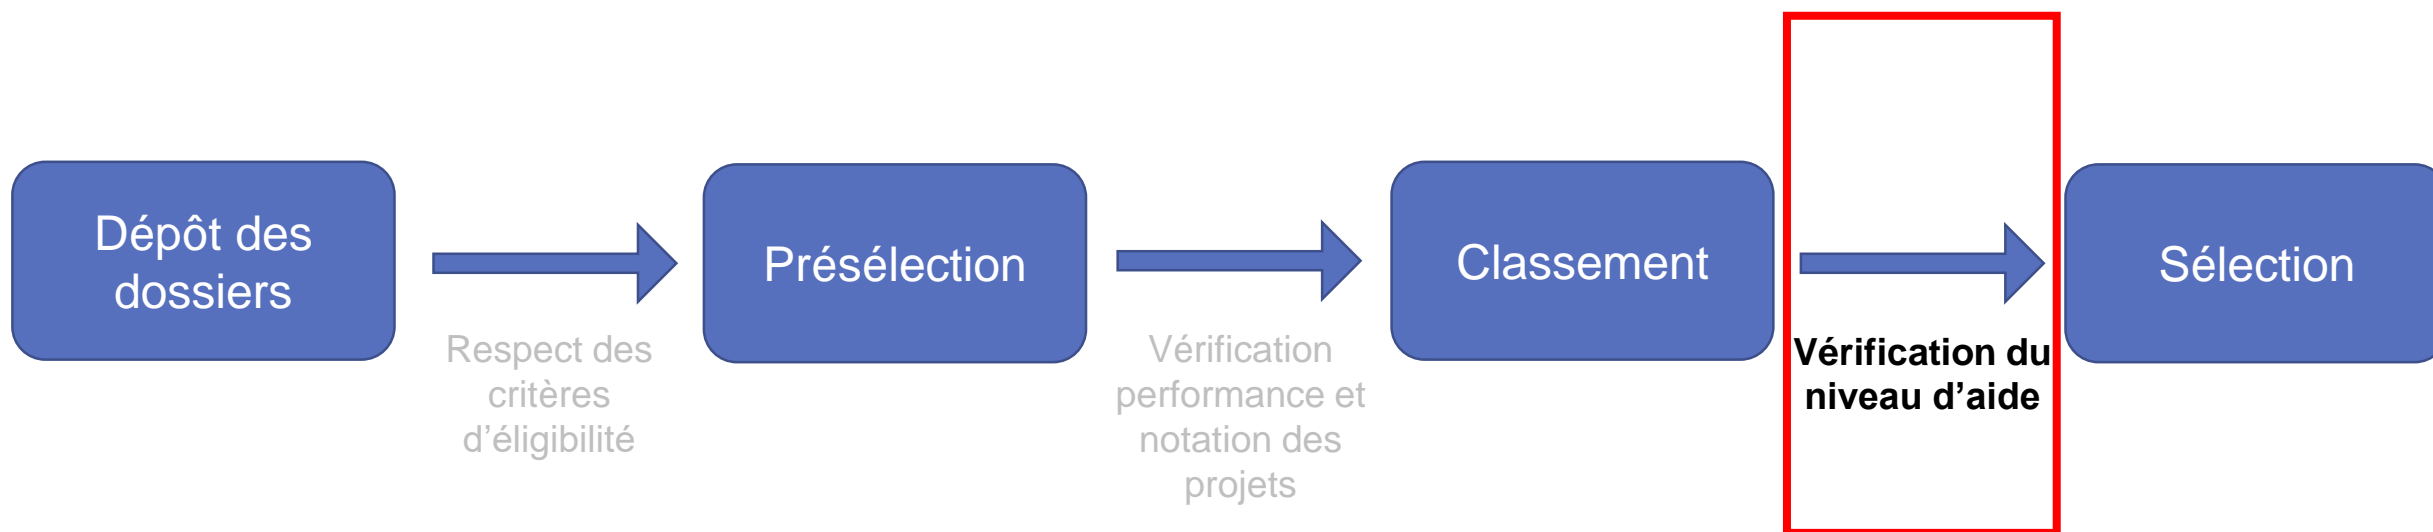 Dépôt des
dossiers
Respect des
critères
d’éligibilité
Présélection
Vérification
performance et
notation des
projets
Classement
Vérification du
niveau d’aide
Sélection